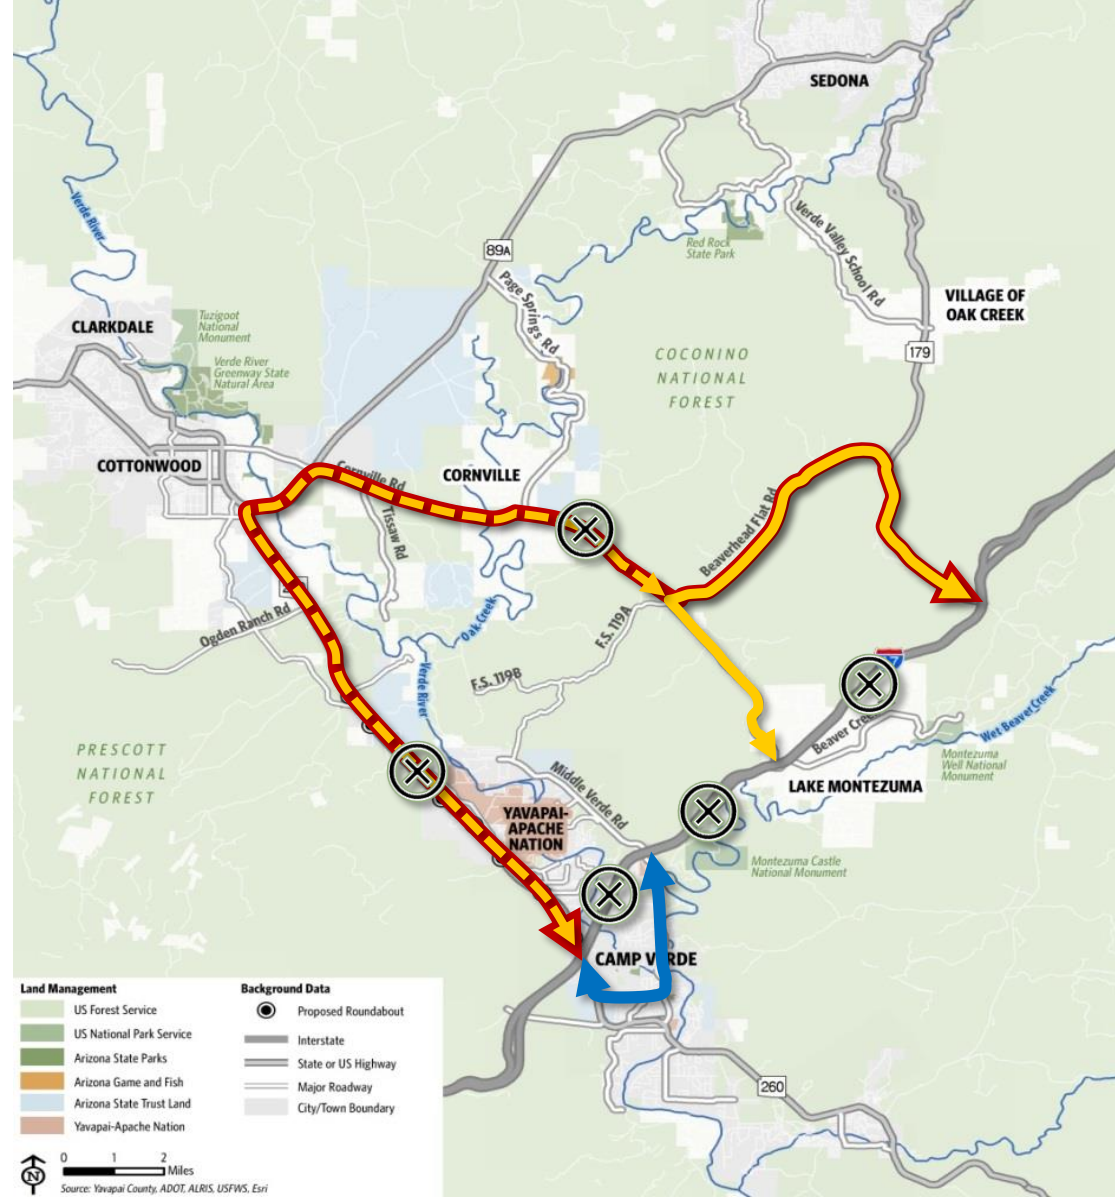 SEDONA
Verde River
89A
Red Rock
State Park
Verde Valley School Rd
Page Springs Rd
VILLAGE OF
OAK CREEK
CLARKDALE
Tuzigoot
National
Monument
Verde River
Greenway State
Natural Area
COCONINO
NATIONAL
FOREST
179
COTTONWOOD
Cornville Rd
CORNVILLE
Tissaw Rd
Beaverhead Flat Rd
Ogden Ranch Rd
Oak Creek
F.S. 119A
F.S. 119B
Verde River
Wet Beaver Creek
Beaver Creek
Montezuma
Well National
Monument
PRESCOTT
NATIONAL
FOREST
Middle Verde Rd
LAKE MONTEZUMA
YAVAPAI-
APACHE
NATION
Montezuma Castle
National Monument
CAMP VERDE
260
Land Management
US Forest Service
US National Park Service
Arizona State Parks
Arizona Game and Fish
Arizona State Trust Land
Yavapai-Apache Nation
Background Data
Proposed Roundabout
Interstate
State or US Highway
Major Roadway
City/Town Boundary
N
0 1 2
Miles
Source: Yavapai County, ADOT, ALRIS, USFWS, Esri